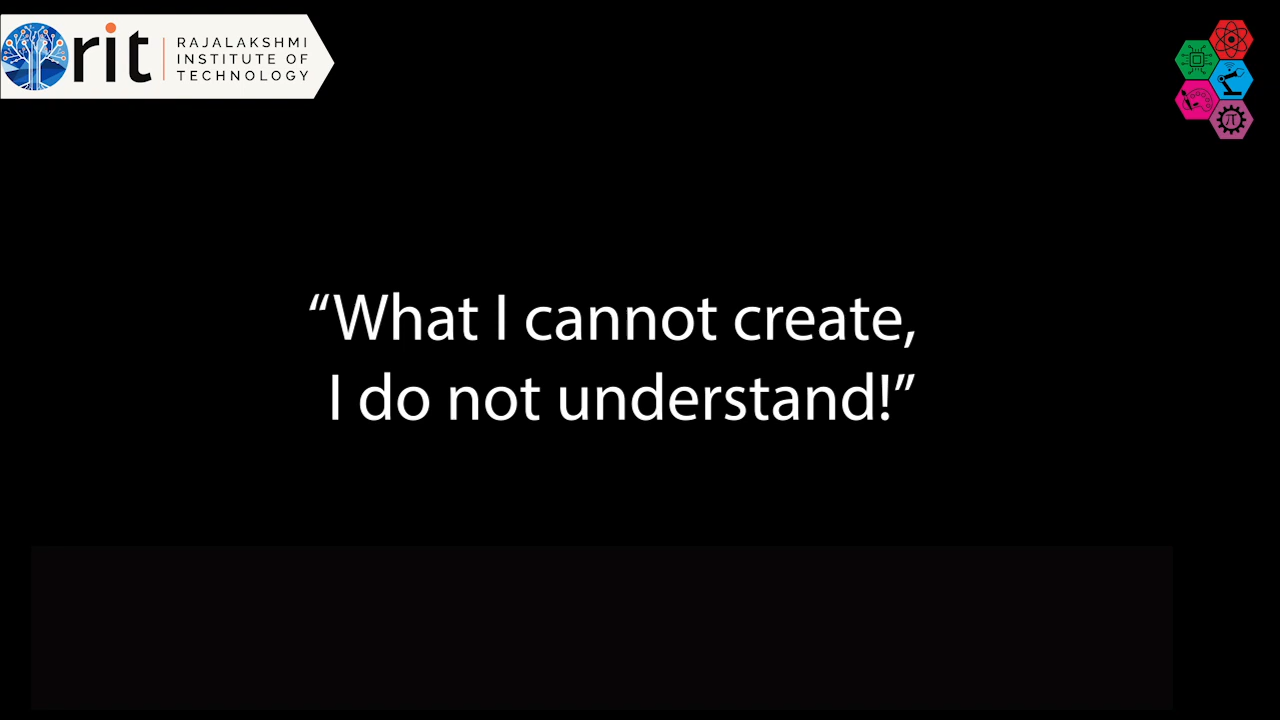 rit
RAJALAKSHMI
INSTITUTE OF
TECHNOLOGY
π
“What I cannot create,
I do not understand!”